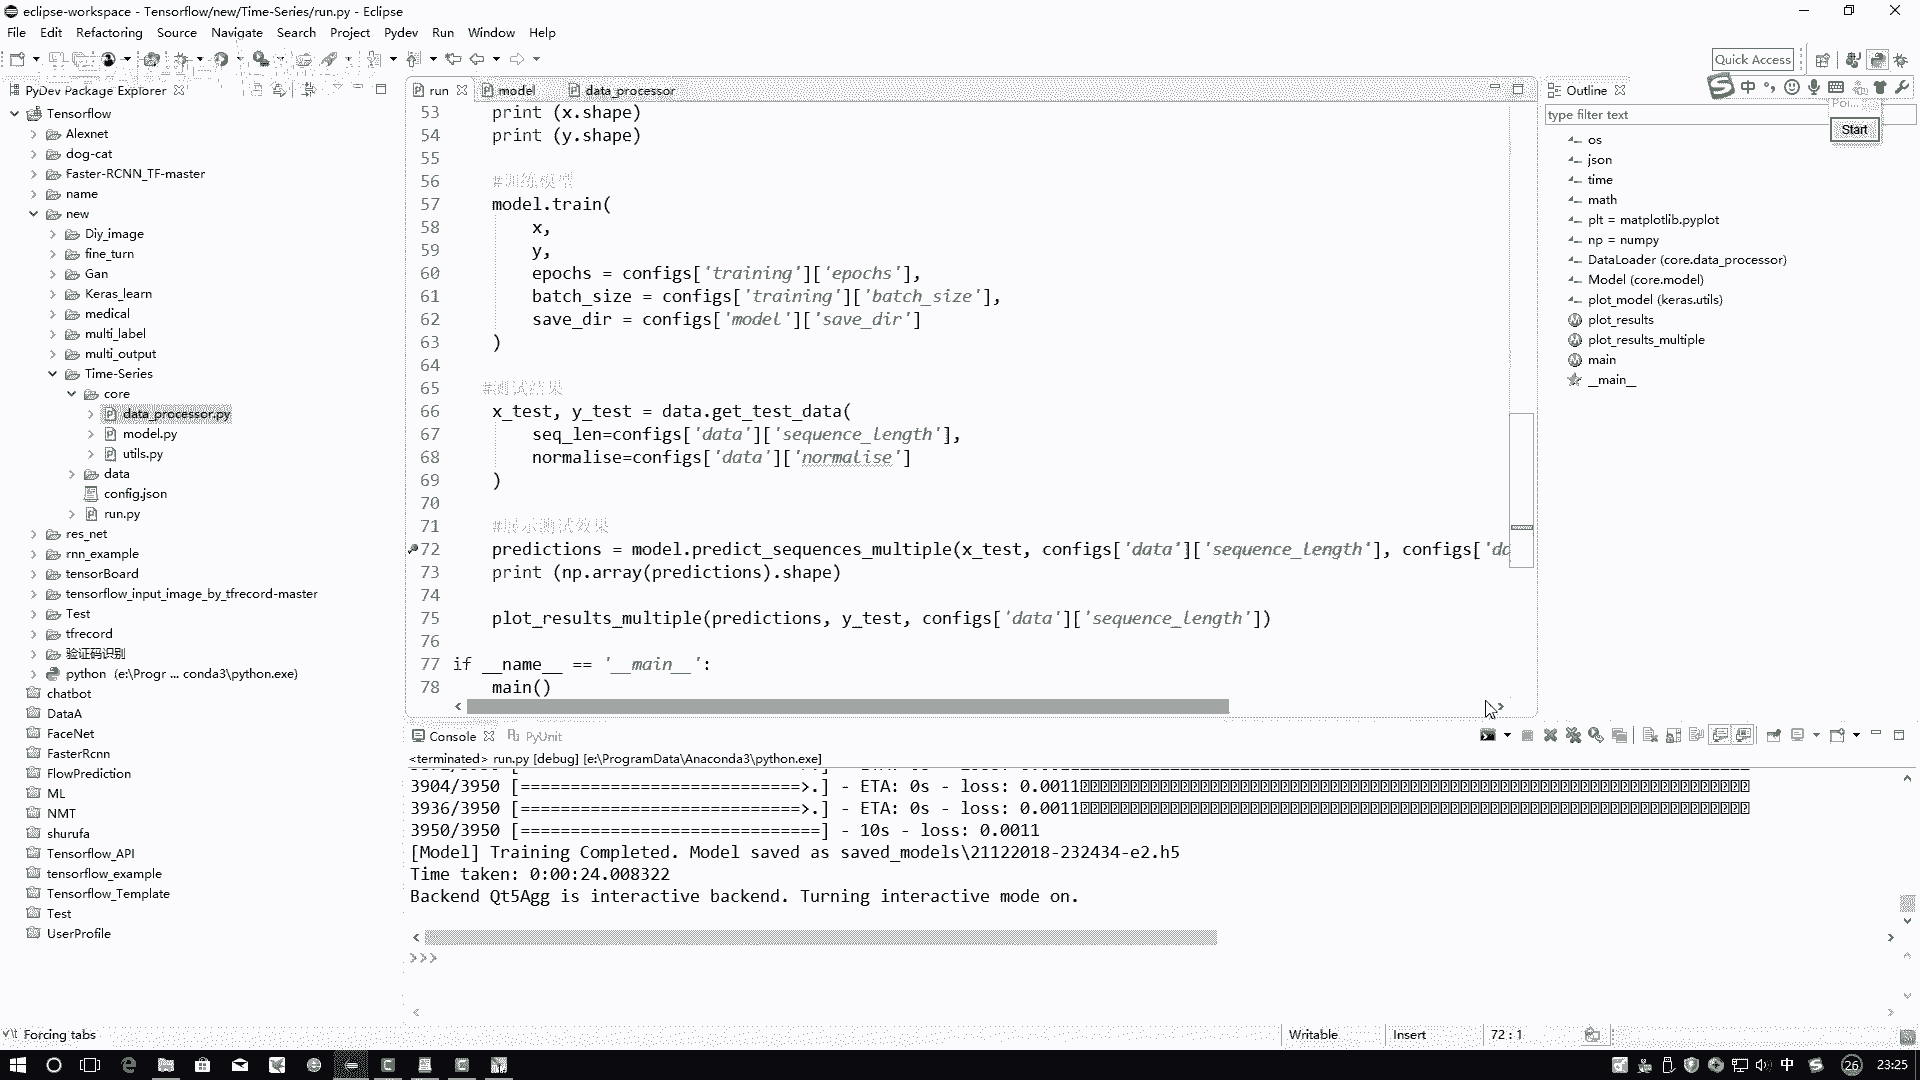 eclipse-workspace - Tensorflow/new/Time-Series/run.py - Eclipse
File Edit Refactoring Source Navigate Search Project Pydev Run Window Help
Quick Access
PyDev Package Explorer
Tensorflow
Alexnet
dog-cat
Faster-RCNN_TF-master
name
new
Diy_image
fine_turn
Gan
Keras_learn
medical
multi_label
multi_output
Time-Series
core
data_processor.py
model.py
utils.py
data
config.json
run.py
res_net
rnn_example
tensorBoard
tensorflow_input_image_by_tfrecord-master
Test
tfrecord
验证码识别
python (e:\Progr ... conda3\python.exe)
chatbot
DataA
FaceNet
FasterRcnn
FlowPrediction
ML
NMT
shurufa
Tensorflow_API
tensorflow_example
Tensorflow_Template
Test
UserProfile
run model data_processor
53 print (x.shape)
54 print (y.shape)
55
56 #训练模型
57 model.train(
58 x,
59 y,
60 epochs = configs['training']['epochs'],
61 batch_size = configs['training']['batch_size'],
62 save_dir = configs['model']['save_dir']
63 )
64
65 #测试结果
66 x_test, y_test = data.get_test_data(
67 seq_len=configs['data']['sequence_length'],
68 normalise=configs['data']['normalise']
69 )
70
71 #展示测试效果
72 predictions = model.predict_sequences_multiple(x_test, configs['data']['sequence_length'], configs['da
73 print (np.array(predictions).shape)
74
75 plot_results_multiple(predictions, y_test, configs['data']['sequence_length'])
76
77 if __name__ == '__main__':
78 main()
Outline
中
type filter text
Poi...
Start
os
json
time
math
plt = matplotlib.pyplot
np = numpy
DataLoader (core.data_processor)
Model (core.model)
plot_model (keras.utils)
plot_results
plot_results_multiple
main
__main__
Console PyUnit
<terminated> run.py [debug] [e:\ProgramData\Anaconda3\python.exe]
3904/3950 [============================>.] - ETA: 0s - loss: 0.0011
3936/3950 [============================>.] - ETA: 0s - loss: 0.0011
3950/3950 [==============================] - 10s - loss: 0.0011
[Model] Training Completed. Model saved as saved_models\21122018-232434-e2.h5
Time taken: 0:00:24.008322
Backend Qt5Agg is interactive backend. Turning interactive mode on.
>>>
Forcing tabs
Writable Insert 72 : 1
中 26 23:25